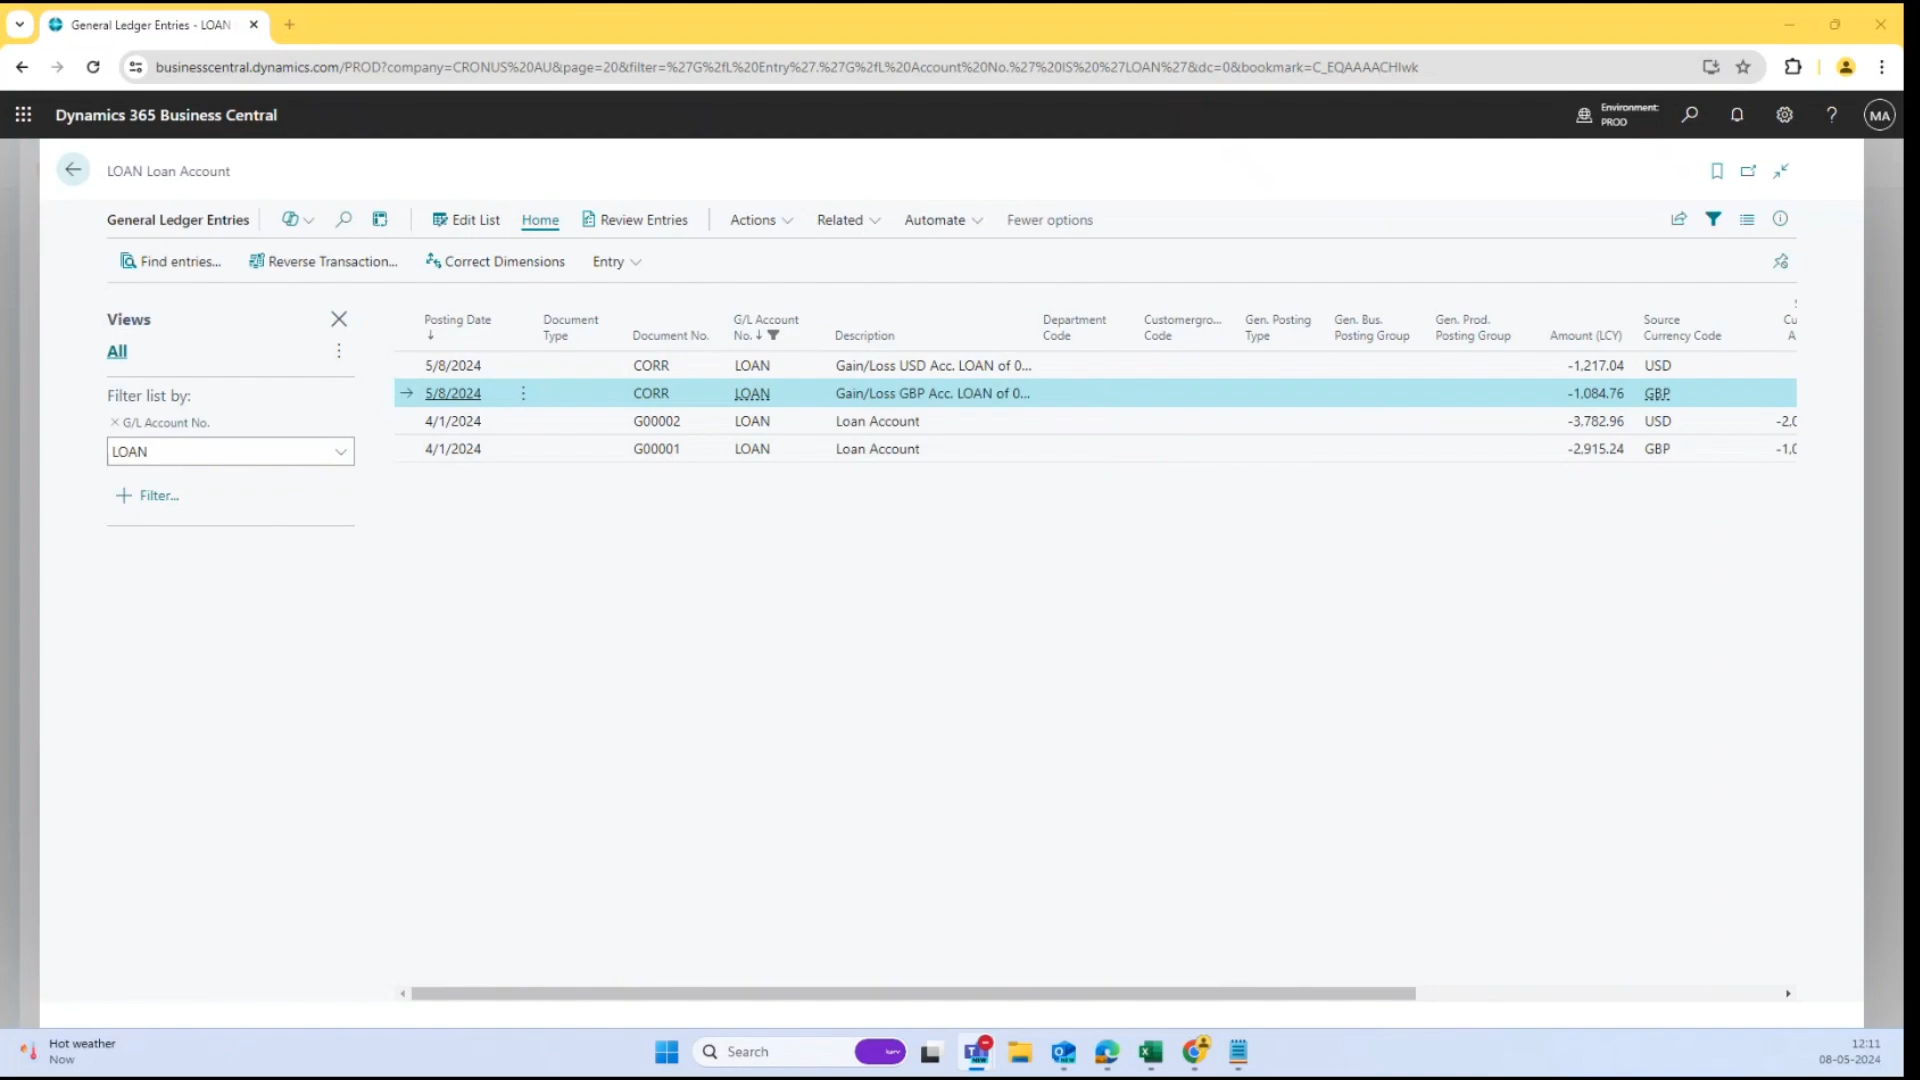 General Ledger Entries - LOAN
businesscentral.dynamics.com/PROD?company=CRONUS%20AU&page=20&filter=%27G%2fL%20Entry%27.%27G%2fL%20Account%20No.%27%20IS%20%27LOAN%27&dc=0&bookmark=C_EQAAAACHIwk
Dynamics 365 Business Central
Environment:
PROD
MA
LOAN Loan Account
General Ledger Entries Edit List Home Review Entries Actions Related Automate Fewer options
Find entries... Reverse Transaction... Correct Dimensions Entry
Views
All
Filter list by:
G/L Account No.
LOAN
Filter...
Posting Date Document Type Document No. G/L Account No. Description Department Code Customergro... Code Gen. Posting Type Gen. Bus. Posting Group Gen. Prod. Posting Group Amount (LCY) Source Currency Code
5/8/2024 CORR LOAN Gain/Loss USD Acc. LOAN of 0... -1,217.04 USD
5/8/2024 CORR LOAN Gain/Loss GBP Acc. LOAN of 0... -1,084.76 GBP
4/1/2024 G00002 LOAN Loan Account -3,782.96 USD
4/1/2024 G00001 LOAN Loan Account -2,915.24 GBP
Hot weather
Now
Search
12:11
08-05-2024